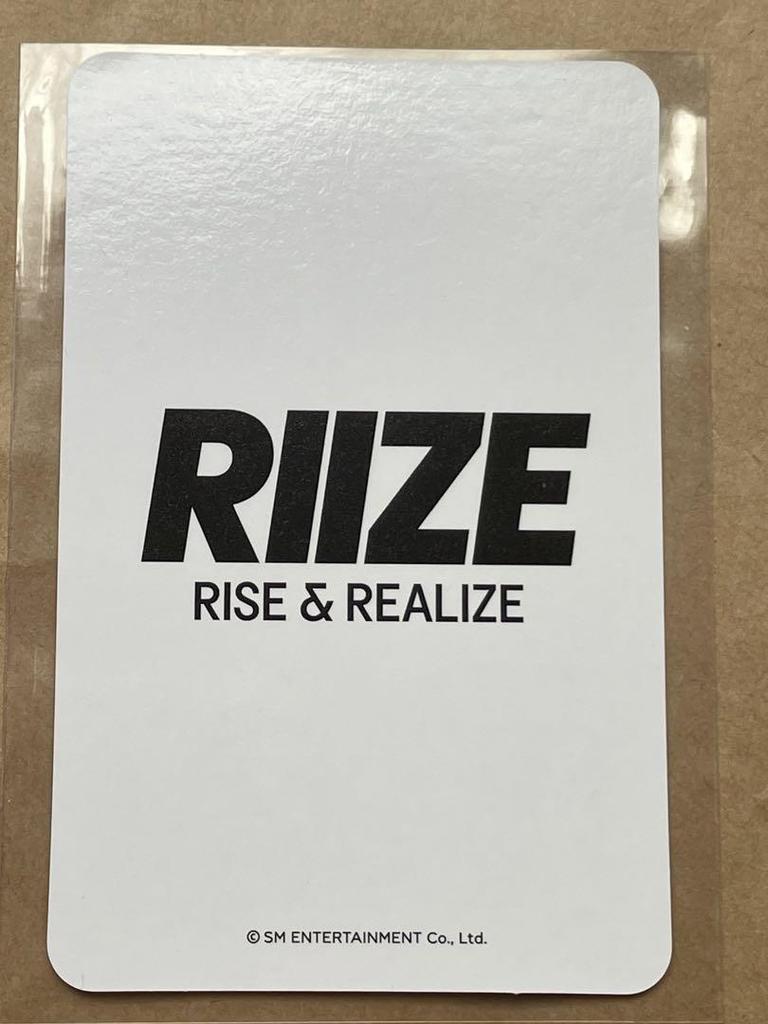 RIIZE
RISE & REALIZE
© SM ENTERTAINMENT Co., Ltd.